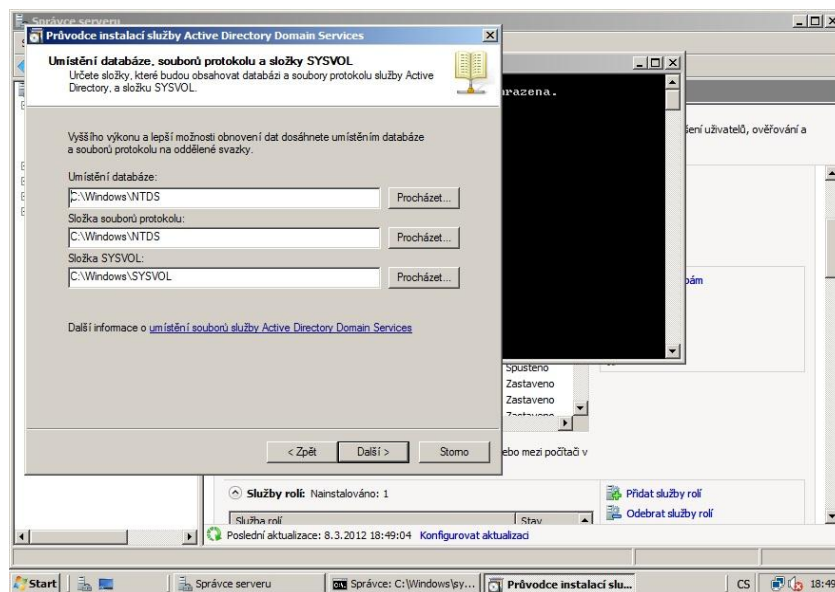 Správce serveru
Průvodce instalací služby Active Directory Domain Services
Umístění databáze, souborů protokolu a složky SYSVOL
Určete složky, které budou obsahovat databázi a soubory protokolu služby Active
Directory, a složku SYSVOL.
razena.
šení uživatelů, ověřování a
Vyššího výkonu a lepší možnosti obnovení dat dosáhnete umístěním databáze
a souborů protokolu na oddělené svazky.
Umístění databáze:
C:\Windows\NTDS
Procházet...
Složka souborů protokolu:
C:\Windows\NTDS
Procházet...
Složka SYSVOL:
C:\Windows\SYSVOL
Procházet...
bám
Další informace o umístění souborů služby Active Directory Domain Services
Spuštěno
Zastaveno
Zastaveno
Zastaveno
< Zpět
Další >
Storno
ebo mezi počítači v
Služby rolí: Nainstalováno: 1
Přidat služby rolí
Služba rolí
Stav
Odebrat služby rolí
Poslední aktualizace: 8.3.2012 18:49:04 Konfigurovat aktualizaci
Start
Správce serveru
Správce: C:\Windows\sy...
Průvodce instalací slu...
CS
18:49